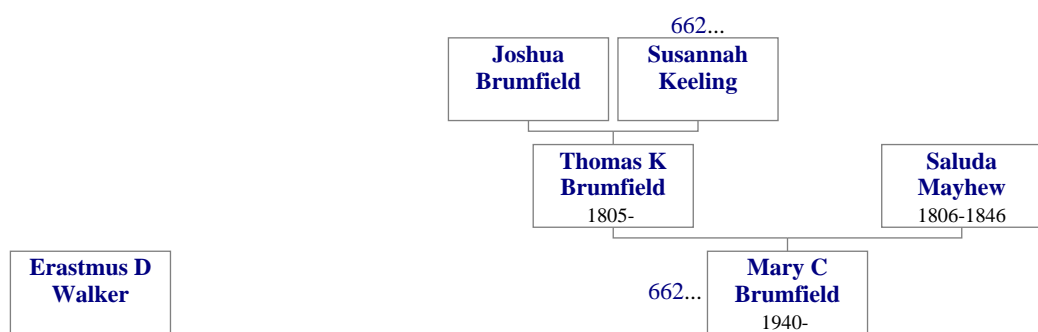 662...
Joshua
Brumfield
Susannah
Keeling
Thomas K
Brumfield
1805-
Saluda
Mayhew
1806-1846
Erastmus D
Walker
662...
Mary C
Brumfield
1940-